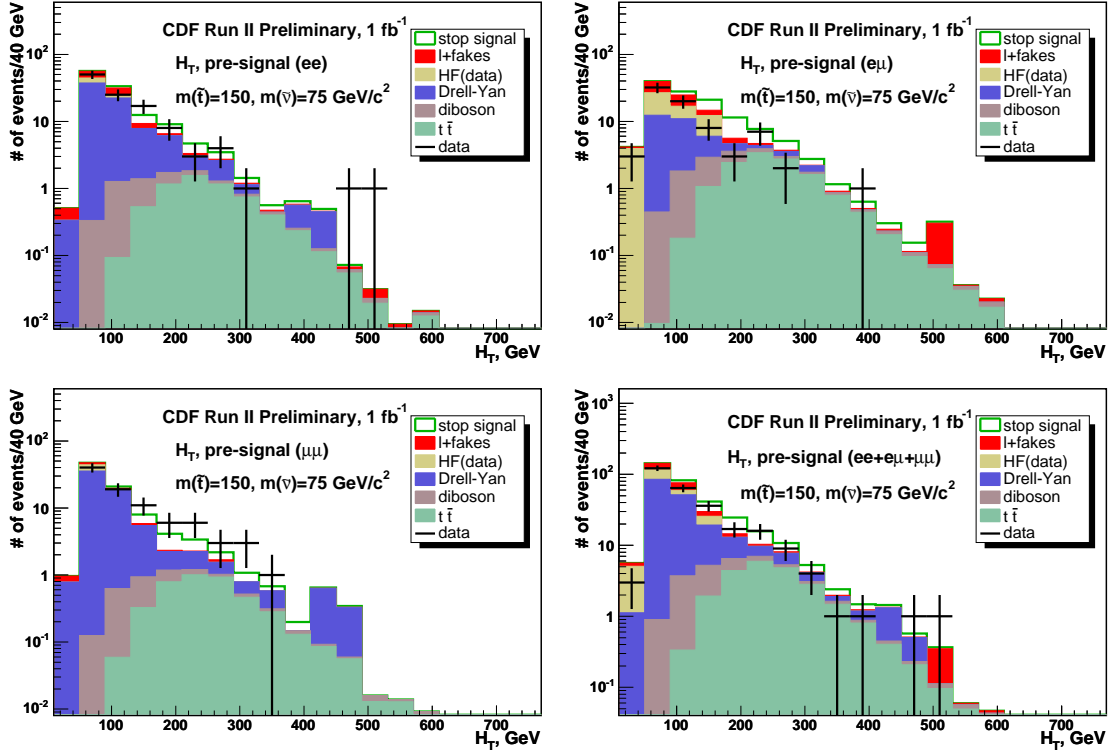 CDF Run II Preliminary, 1 fb⁻¹
H_T, pre-signal (ee)
m(t̃)=150, m(ν̃)=75 GeV/c²
stop signal
l+fakes
HF(data)
Drell-Yan
diboson
t t̄
data
# of events/40 GeV
10²
10
1
10⁻¹
10⁻²
100 200 300 400 500 600 700
H_T, GeV
CDF Run II Preliminary, 1 fb⁻¹
H_T, pre-signal (eμ)
m(t̃)=150, m(ν̃)=75 GeV/c²
stop signal
l+fakes
HF(data)
Drell-Yan
diboson
t t̄
data
# of events/40 GeV
10²
10
1
10⁻¹
10⁻²
100 200 300 400 500 600 700
H_T, GeV
CDF Run II Preliminary, 1 fb⁻¹
H_T, pre-signal (μμ)
m(t̃)=150, m(ν̃)=75 GeV/c²
stop signal
l+fakes
HF(data)
Drell-Yan
diboson
t t̄
data
# of events/40 GeV
10²
10
1
10⁻¹
10⁻²
100 200 300 400 500 600 700
H_T, GeV
CDF Run II Preliminary, 1 fb⁻¹
H_T, pre-signal (ee+eμ+μμ)
m(t̃)=150, m(ν̃)=75 GeV/c²
stop signal
l+fakes
HF(data)
Drell-Yan
diboson
t t̄
data
# of events/40 GeV
10³
10²
10
1
10⁻¹
100 200 300 400 500 600 700
H_T, GeV